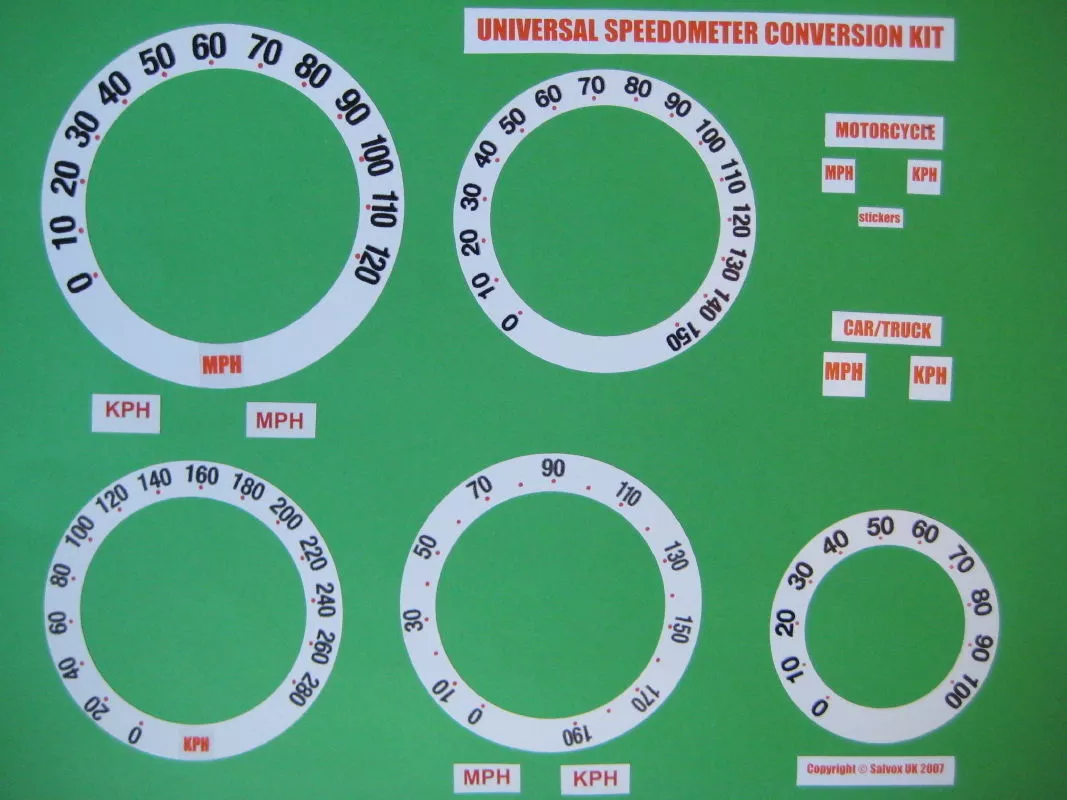 UNIVERSAL SPEEDOMETER CONVERSION KIT
0 10 20 30 40 50 60 70 80 90 100 110 120
MPH
KPH MPH
0 10 20 30 40 50 60 70 80 90 100 110 120 130 140 150
MOTORCYCLE
MPH KPH
stickers
CAR/TRUCK
MPH KPH
0 20 40 60 80 100 120 140 160 180 200 220 240 260 280
KPH
0 10 30 50 70 90 110 130 150 170 190
MPH KPH
0 10 20 30 40 50 60 70 80 90 100
Copyright © Salvox UK 2007